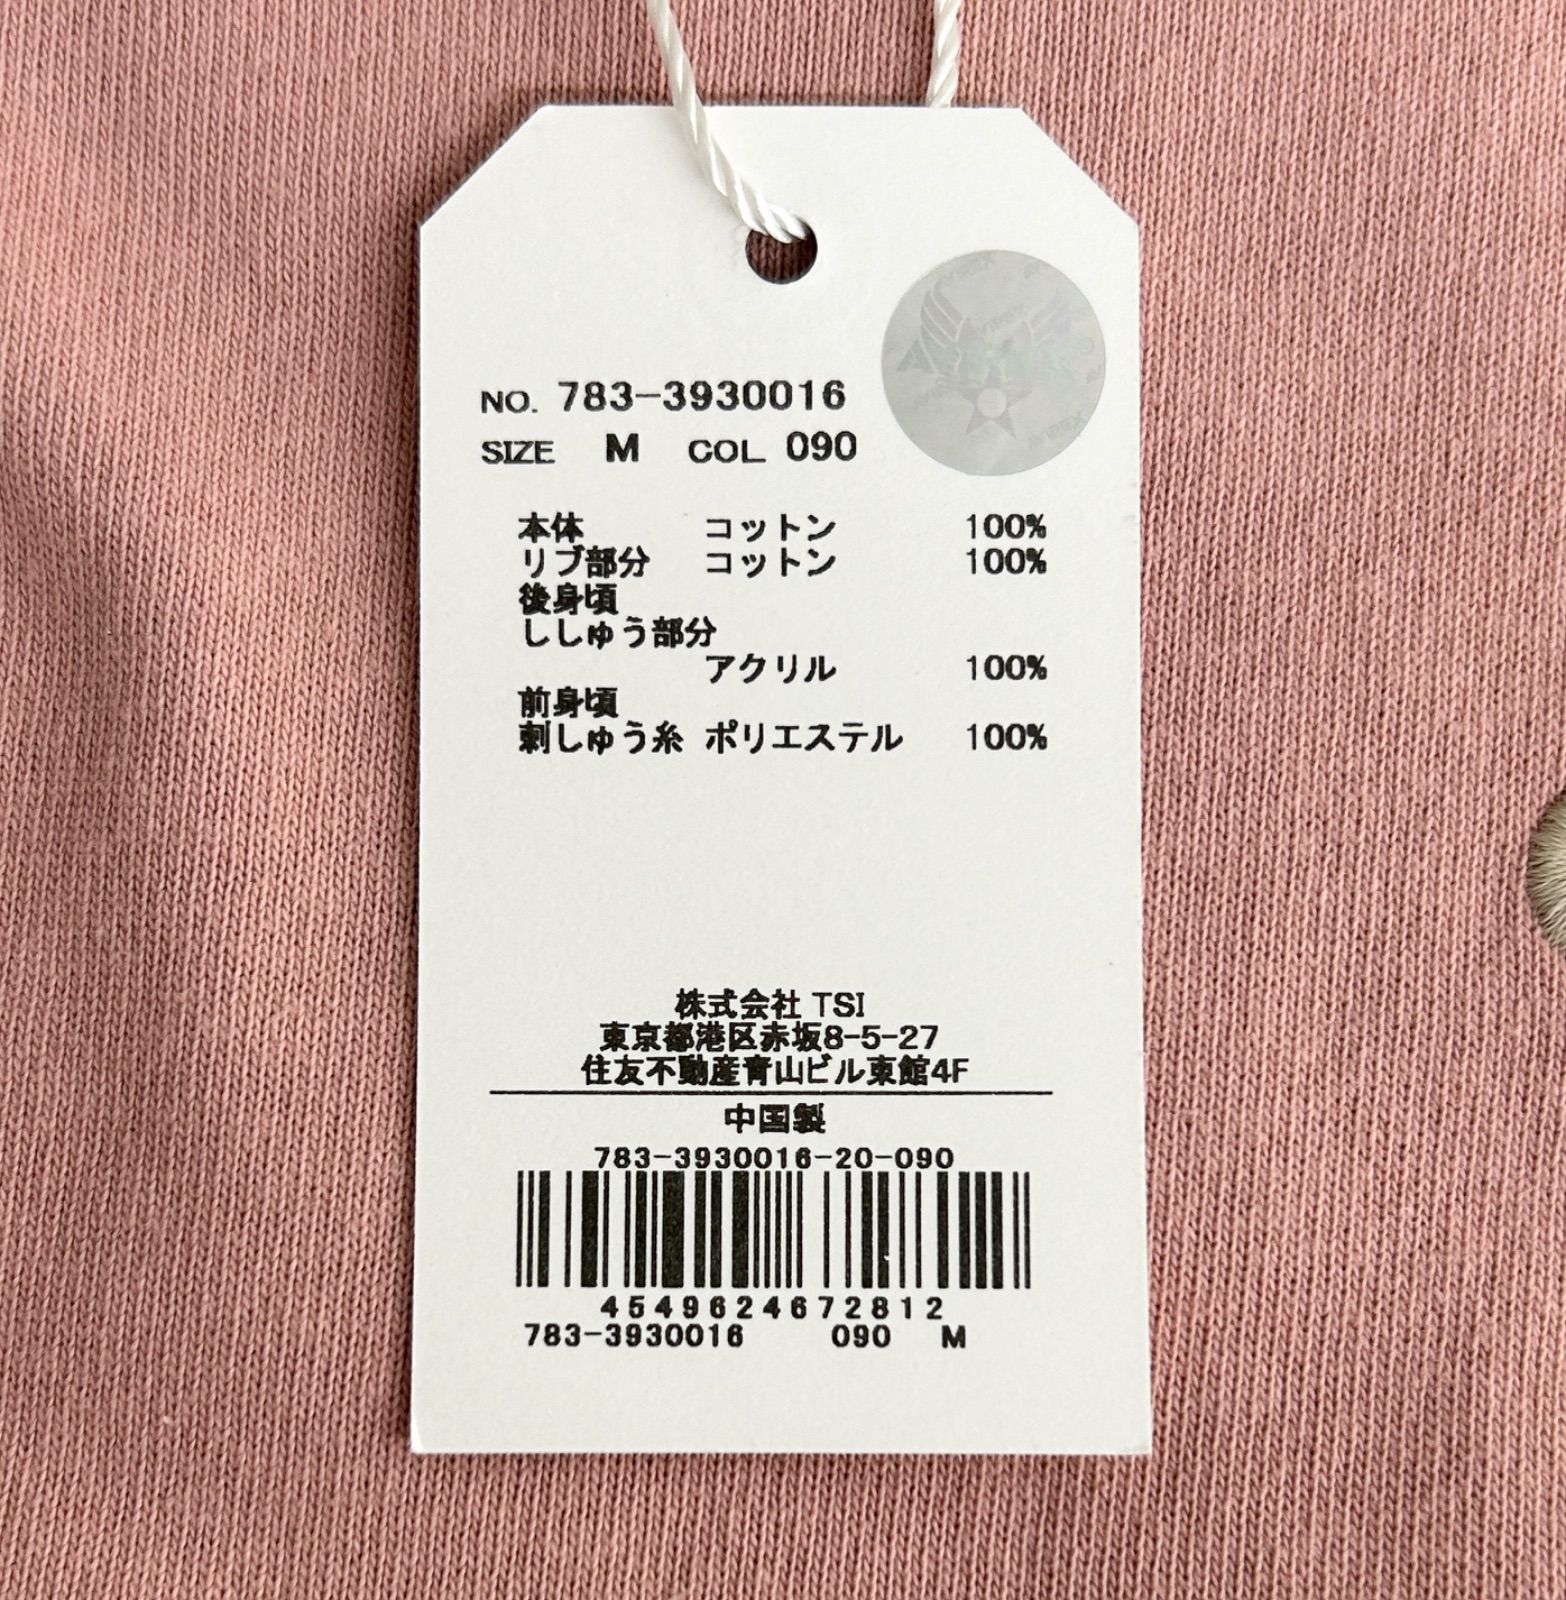 NO. 783-3930016
SIZE M COL 090
本体 コットン 100%
リブ部分 コットン 100%
後身頃
ししゅう部分
アクリル 100%
前身頃
刺しゅう糸 ポリエステル 100%
株式会社 TSI
東京都港区赤坂8-5-27
住友不動産青山ビル東館4F
中国製
783-3930016-20-090
4549624672812
783-3930016 090 M